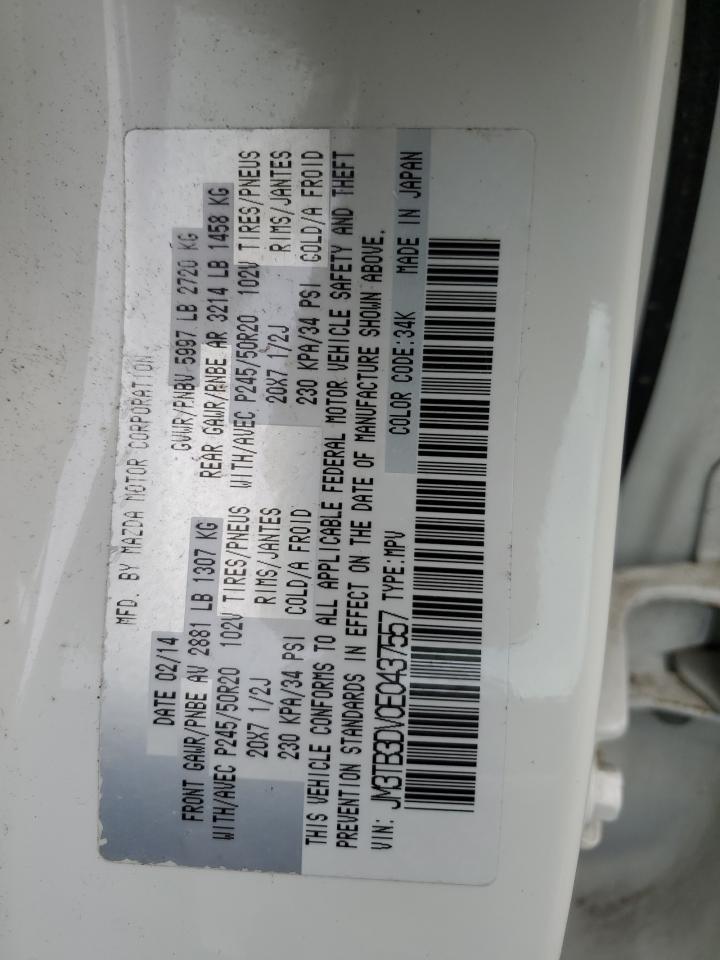 MFD. BY MAZDA MOTOR CORPORATION
DATE 02/14 GVWR/PNBV 5997 LB 2720 KG
FRONT GAWR/PNBE AV 2881 LB 1307 KG REAR GAWR/PNBE AR 3214 LB 1458 KG
WITH/AVEC P245/50R20 102V TIRES/PNEUS WITH/AVEC P245/50R20 102V TIRES/PNEUS
20X7 1/2J RIMS/JANTES 20X7 1/2J RIMS/JANTES
230 KPA/34 PSI COLD/A FROID 230 KPA/34 PSI COLD/A FROID
THIS VEHICLE CONFORMS TO ALL APPLICABLE FEDERAL MOTOR VEHICLE SAFETY AND THEFT
PREVENTION STANDARDS IN EFFECT ON THE DATE OF MANUFACTURE SHOWN ABOVE.
VIN: JM3TB3DV0E0437557 TYPE:MPV COLOR CODE:34K MADE IN JAPAN